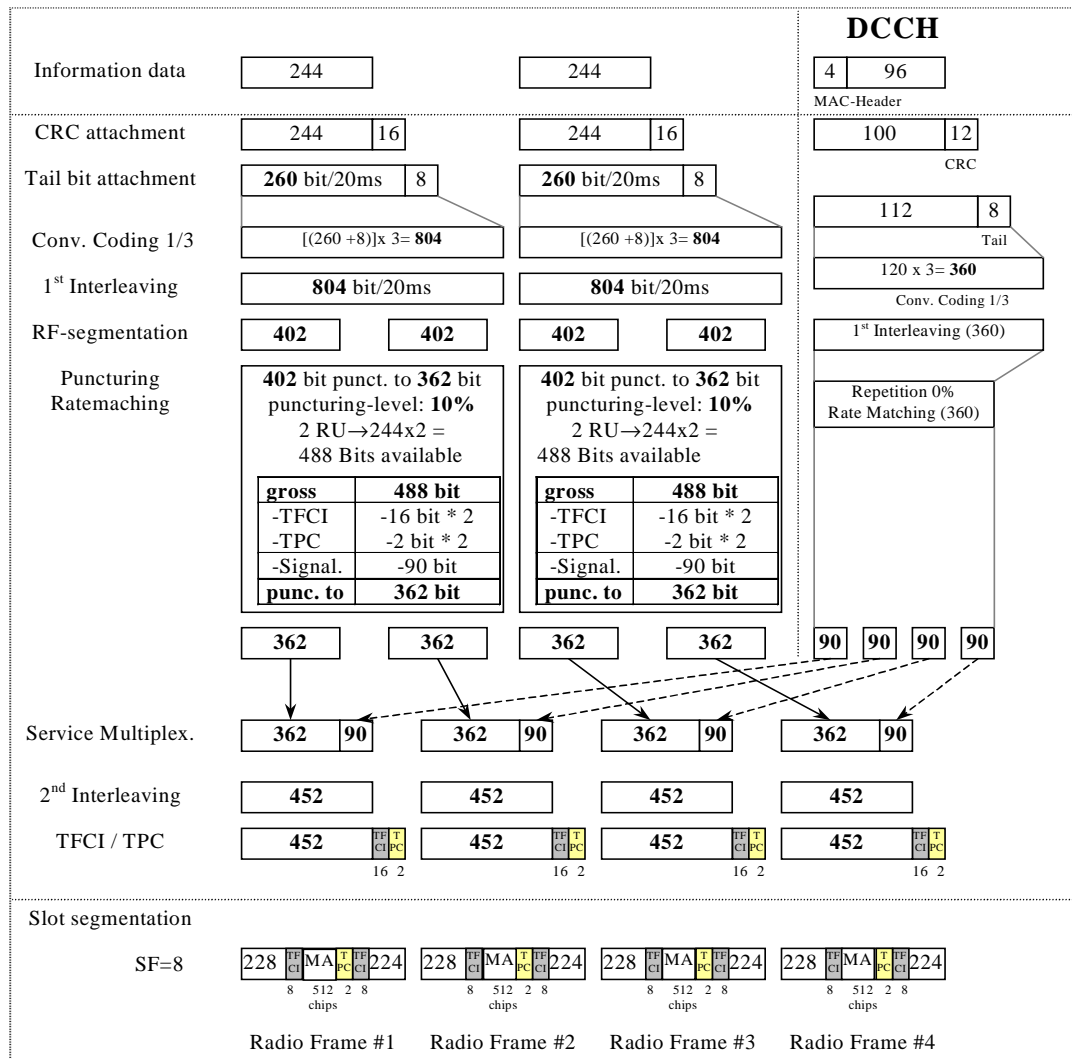 DCCH
Information data 244 244 4 96
MAC-Header
CRC attachment 244 16 244 16 100 12
CRC
Tail bit attachment 260 bit/20ms 8 260 bit/20ms 8
112 8
Tail
Conv. Coding 1/3 [(260 +8)]x 3= 804 [(260 +8)]x 3= 804
120 x 3= 360
Conv. Coding 1/3
1st Interleaving 804 bit/20ms 804 bit/20ms
RF-segmentation 402 402 402 402 1st Interleaving (360)
Puncturing
Ratemaching
402 bit punct. to 362 bit
puncturing-level: 10%
2 RU→244x2 =
488 Bits available
gross 488 bit
-TFCI -16 bit * 2
-TPC -2 bit * 2
-Signal. -90 bit
punc. to 362 bit
402 bit punct. to 362 bit
puncturing-level: 10%
2 RU→244x2 =
488 Bits available
gross 488 bit
-TFCI -16 bit * 2
-TPC -2 bit * 2
-Signal. -90 bit
punc. to 362 bit
Repetition 0%
Rate Matching (360)
362 362 362 362 90 90 90 90
Service Multiplex. 362 90 362 90 362 90 362 90
2nd Interleaving 452 452 452 452
TFCI / TPC 452 TF CI T PC 452 TF CI T PC 452 TF CI T PC 452 TF CI T PC
16 2 16 2 16 2 16 2
Slot segmentation
SF=8 228 TF CI MA T PC TF CI 224 228 TF CI MA T PC TF CI 224 228 TF CI MA T PC TF CI 224 228 TF CI MA T PC TF CI 224
8 512 2 8 8 512 2 8 8 512 2 8 8 512 2 8
chips chips chips chips
Radio Frame #1 Radio Frame #2 Radio Frame #3 Radio Frame #4